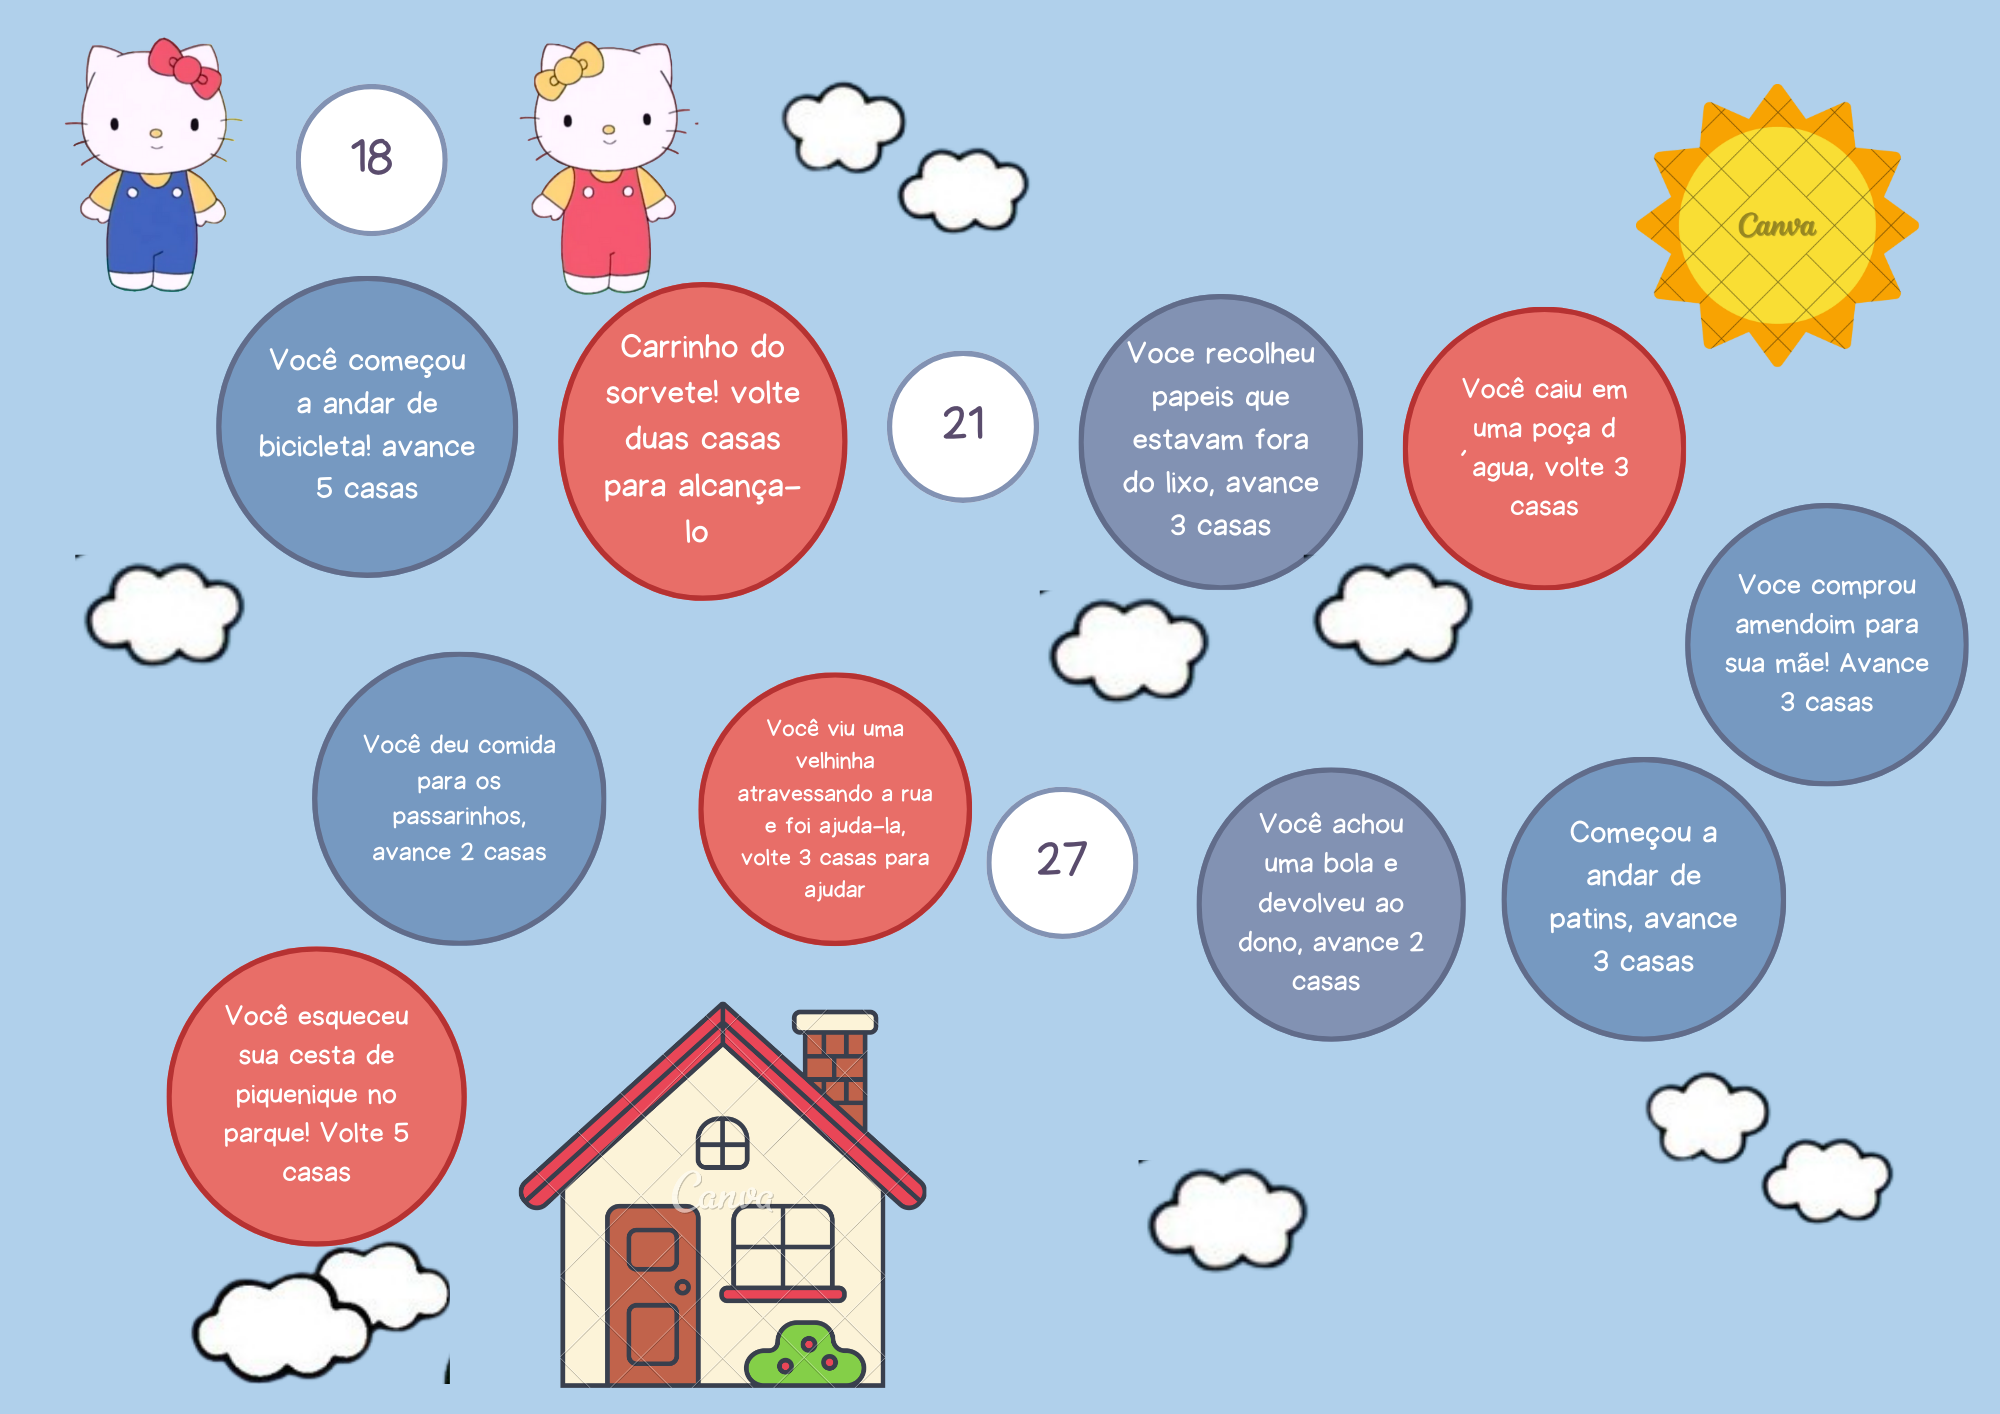 18
Você começou
a andar de
bicicleta! avance
5 casas
Carrinho do
sorvete! volte
duas casas
para alcança-
lo
21
Voce recolheu
papeis que
estavam fora
do lixo, avance
3 casas
Você caiu em
uma poça d
´agua, volte 3
casas
Canva
Voce comprou
amendoim para
sua mãe! Avance
3 casas
Começou a
andar de
patins, avance
3 casas
Você achou
uma bola e
devolveu ao
dono, avance 2
casas
27
Você viu uma
velhinha
atravessando a rua
e foi ajuda-la,
volte 3 casas para
ajudar
Você deu comida
para os
passarinhos,
avance 2 casas
Você esqueceu
sua cesta de
piquenique no
parque! Volte 5
casas
Canva